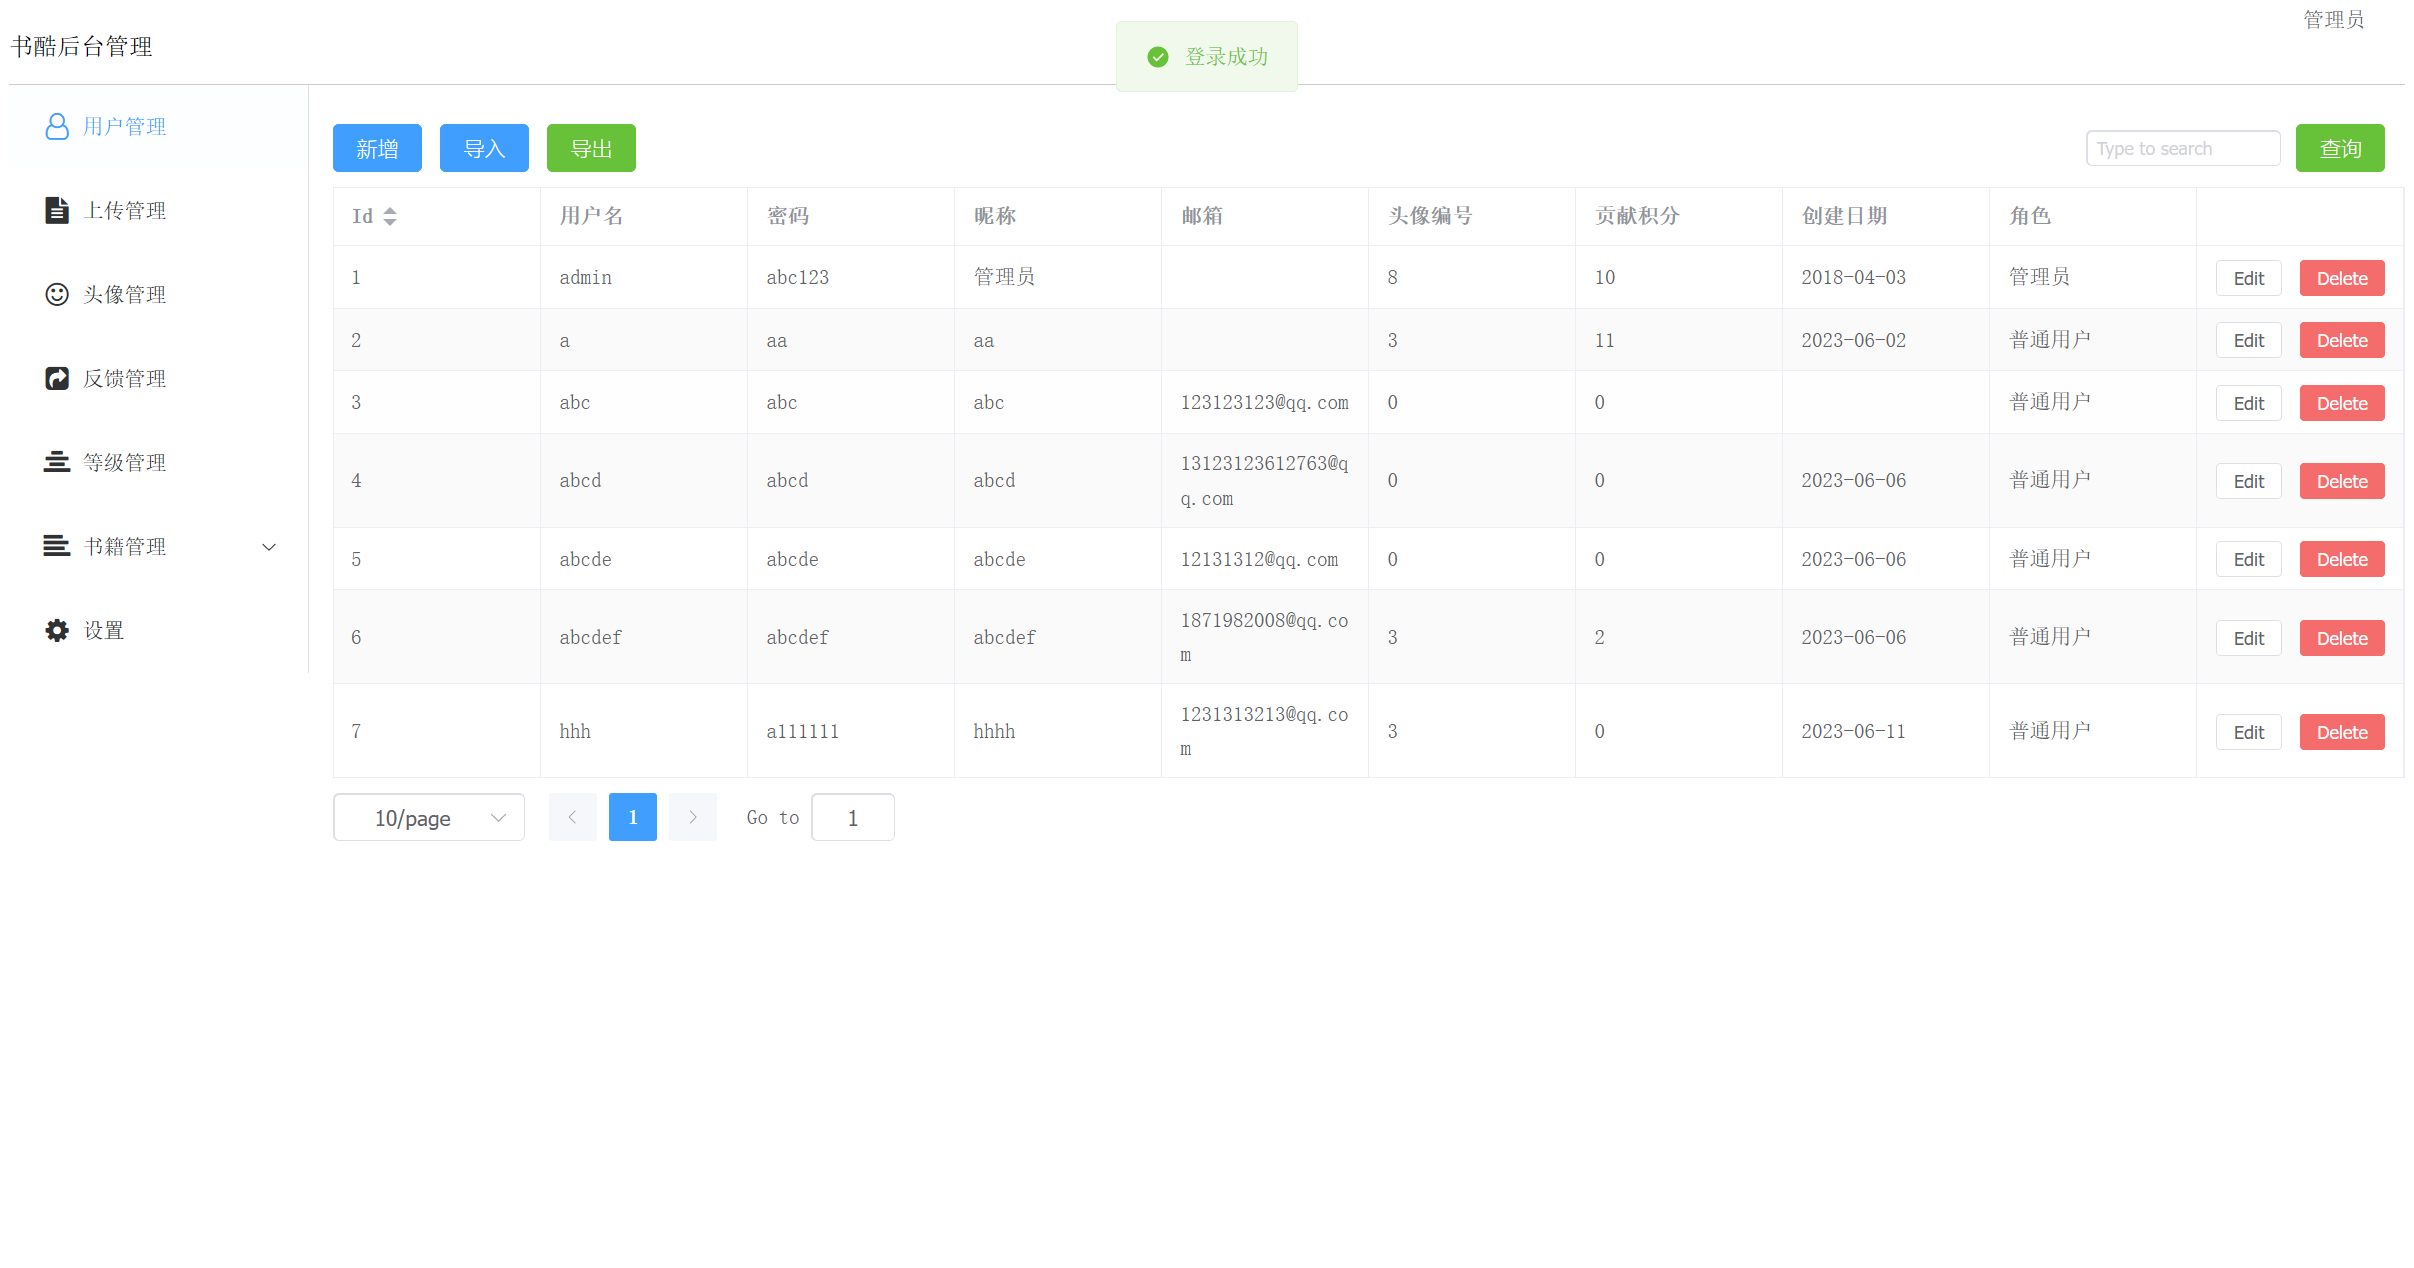 管理员
书酷后台管理
登录成功
用户管理
上传管理
头像管理
反馈管理
等级管理
书籍管理
设置
新增 导入 导出 Type to search 查询
Id 用户名 密码 昵称 邮箱 头像编号 贡献积分 创建日期 角色
1 admin abc123 管理员 8 10 2018-04-03 管理员 Edit Delete
2 a aa aa 3 11 2023-06-02 普通用户 Edit Delete
3 abc abc abc 123123123@qq.com 0 0 普通用户 Edit Delete
4 abcd abcd abcd 13123123612763@q
q.com 0 0 2023-06-06 普通用户 Edit Delete
5 abcde abcde abcde 12131312@qq.com 0 0 2023-06-06 普通用户 Edit Delete
6 abcdef abcdef abcdef 1871982008@qq.co
m 3 2 2023-06-06 普通用户 Edit Delete
7 hhh a111111 hhhh 1231313213@qq.co
m 3 0 2023-06-11 普通用户 Edit Delete
10/page 1 Go to 1